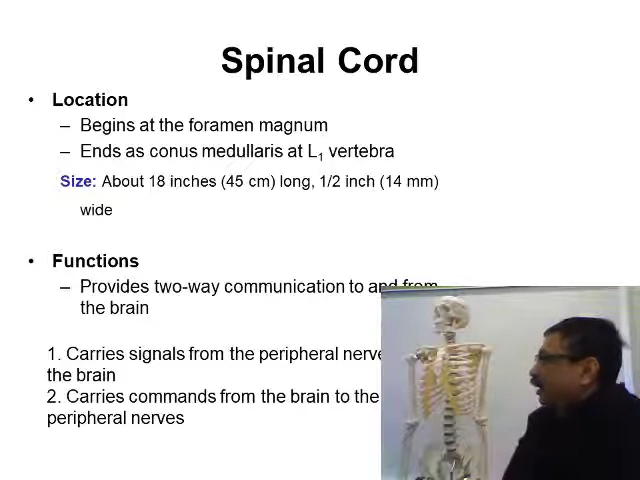 Spinal Cord
• Location
– Begins at the foramen magnum
– Ends as conus medullaris at L₁ vertebra
Size: About 18 inches (45 cm) long, 1/2 inch (14 mm)
wide
• Functions
– Provides two-way communication to and from
the brain
1. Carries signals from the peripheral
the brain
2. Carries commands from the brain to the
peripheral nerves